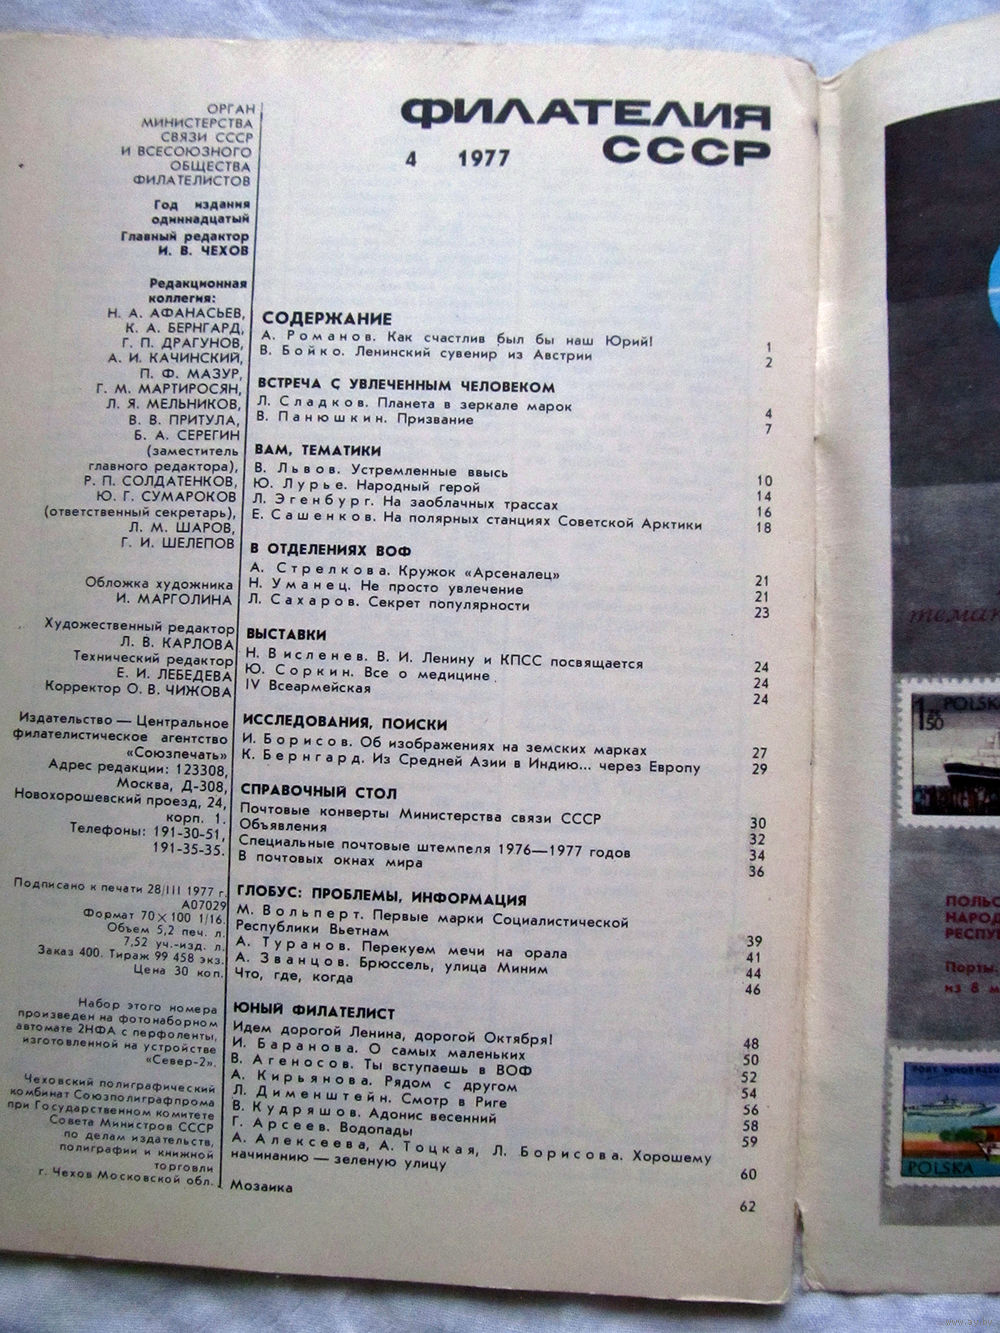 ФИЛАТЕЛИЯ
СССР
4 1977
ОРГАН
МИНИСТЕРСТВА
СВЯЗИ СССР
И ВСЕСОЮЗНОГО
ОБЩЕСТВА
ФИЛАТЕЛИСТОВ
Год издания
одиннадцатый
Главный редактор
И. В. ЧЕХОВ
Редакционная
коллегия:
Н. А. АФАНАСЬЕВ,
К. А. БЕРНГАРД,
Г. П. ДРАГУНОВ,
А. И. КАЧИНСКИЙ,
П. Ф. МАЗУР,
Г. М. МАРТИРОСЯН,
Л. Я. МЕЛЬНИКОВ,
В. В. ПРИТУЛА,
Б. А. СЕРЕГИН
(заместитель
главного редактора),
Р. П. СОЛДАТЕНКОВ,
Ю. Г. СУМАРОКОВ
(ответственный секретарь),
Л. М. ШАРОВ,
Г. И. ШЕЛЕПОВ
Обложка художника
И. МАРГОЛИНА
Художественный редактор
Л. В. КАРЛОВА
Технический редактор
Е. И. ЛЕБЕДЕВА
Корректор О. В. ЧИЖОВА
Издательство — Центральное
филателистическое агентство
«Союзпечать»
Адрес редакции: 123308,
Москва, Д-308,
Новохорошевский проезд, 24,
корп. 1.
Телефоны: 191-30-51,
191-35-35.
Подписано к печати 28/III 1977 г.
А07029
Формат 70×100 1/16.
Объем 5,2 печ. л.
7,52 уч.-изд. л.
Заказ 400. Тираж 99 458 экз.
Цена 30 коп.
Набор этого номера
произведен на фотонаборном
автомате 2НФА с перфоленты,
изготовленной на устройстве
«Север-2».
Чеховский полиграфический
комбинат Союзполиграфпрома
при Государственном комитете
Совета Министров СССР
по делам издательств,
полиграфии и книжной
торговли
г. Чехов Московской обл.
СОДЕРЖАНИЕ
А. Романов. Как счастлив был бы наш Юрий! 1
В. Бойко. Ленинский сувенир из Австрии 2
ВСТРЕЧА С УВЛЕЧЕННЫМ ЧЕЛОВЕКОМ
Л. Сладков. Планета в зеркале марок 4
В. Панюшкин. Призвание 7
ВАМ, ТЕМАТИКИ
В. Львов. Устремленные ввысь 10
Ю. Лурье. Народный герой 14
Л. Эгенбург. На заоблачных трассах 16
Е. Сашенков. На полярных станциях Советской Арктики 18
В ОТДЕЛЕНИЯХ ВОФ
А. Стрелкова. Кружок «Арсеналец» 21
Н. Уманец. Не просто увлечение 21
Л. Сахаров. Секрет популярности 23
ВЫСТАВКИ
Н. Висленев. В. И. Ленину и КПСС посвящается 24
Ю. Соркин. Все о медицине 24
IV Всеармейская 24
ИССЛЕДОВАНИЯ, ПОИСКИ
И. Борисов. Об изображениях на земских марках 27
К. Бернгард. Из Средней Азии в Индию... через Европу 29
СПРАВОЧНЫЙ СТОЛ
Почтовые конверты Министерства связи СССР 30
Объявления 32
Специальные почтовые штемпеля 1976—1977 годов 34
В почтовых окнах мира 36
ГЛОБУС: ПРОБЛЕМЫ, ИНФОРМАЦИЯ
М. Вольперт. Первые марки Социалистической
Республики Вьетнам 39
А. Туранов. Перекуем мечи на орала 41
А. Званцов. Брюссель, улица Миним 44
Что, где, когда 46
ЮНЫЙ ФИЛАТЕЛИСТ
Идем дорогой Ленина, дорогой Октября! 48
И. Баранова. О самых маленьких 50
В. Агеносов. Ты вступаешь в ВОФ 52
А. Кирьянова. Рядом с другом 54
Л. Дименштейн. Смотр в Риге 56
В. Кудряшов. Адонис весенний 58
Г. Арсеев. Водопады 59
А. Алексеева, А. Тоцкая, Л. Борисова. Хорошему
начинанию — зеленую улицу 60
Мозаика 62
темат
1 50
POLSKA
ПОЛЬС
НАРОД
РЕСПУ
Порты.
из 8 м
POLSKA